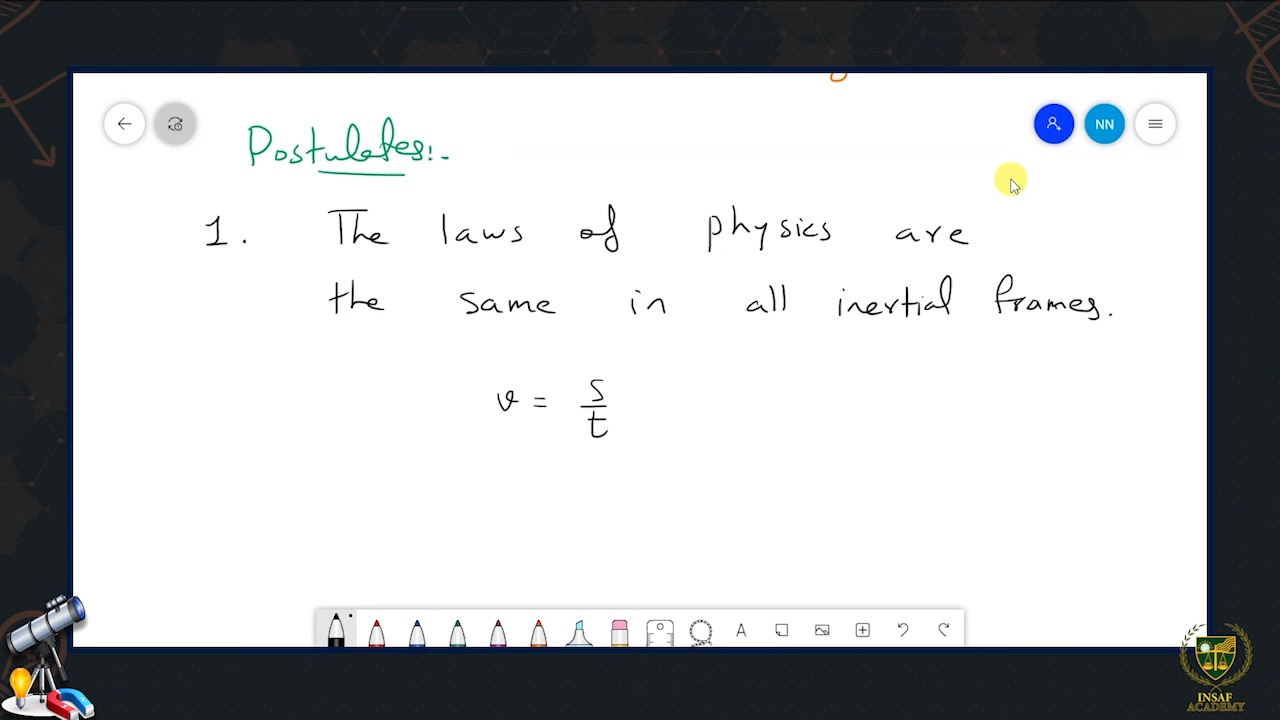 Postulates:-
NN
1. The laws of physics are
the same in all inertial frames.
v = s/t
A
INSAF
ACADEMY